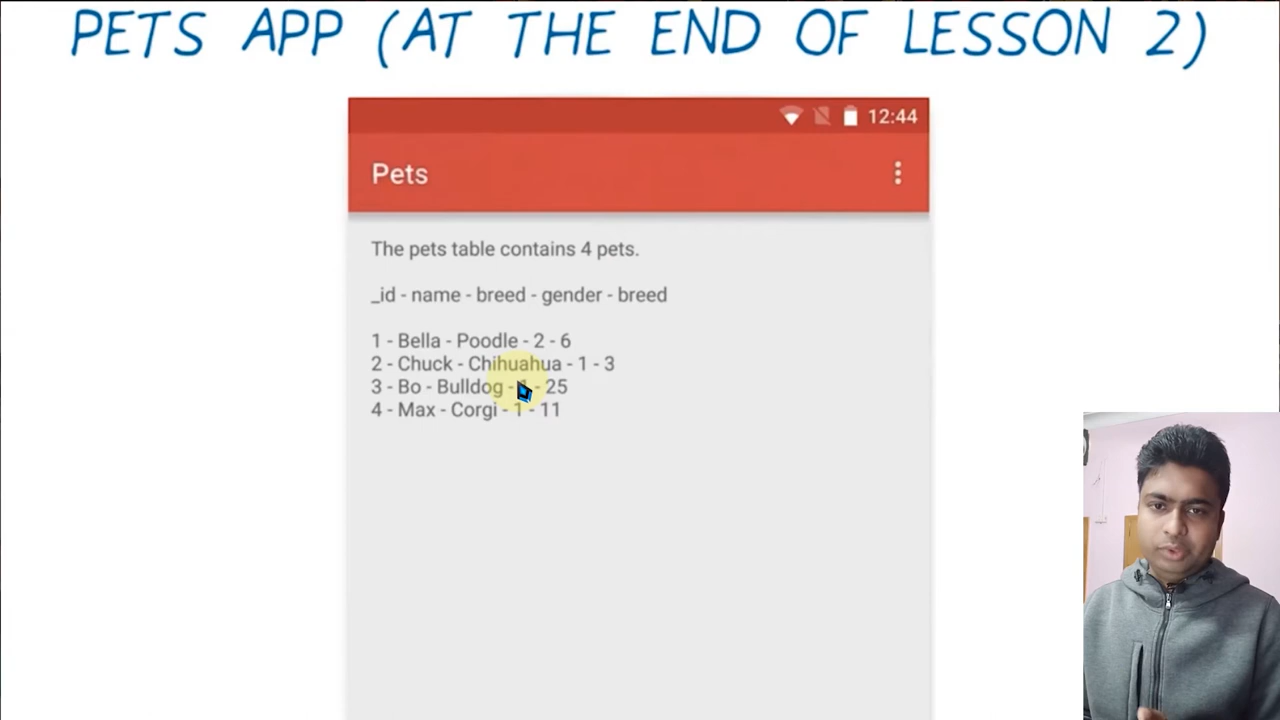 PETS APP (AT THE END OF LESSON 2)
12:44
Pets
The pets table contains 4 pets.
_id - name - breed - gender - breed
1 - Bella - Poodle - 2 - 6
2 - Chuck - Chihuahua - 1 - 3
3 - Bo - Bulldog - 1 - 25
4 - Max - Corgi - 1 - 11